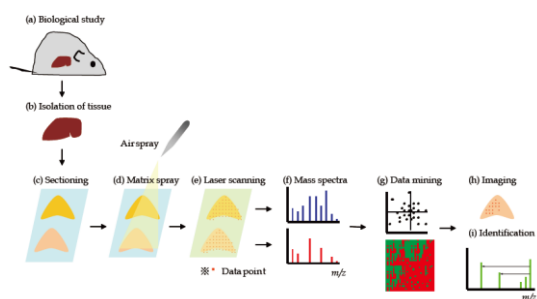 (a) Biological study
(b) Isolation of tissue
Air spray
(c) Sectioning
(d) Matrix spray
(e) Laser scanning
(f) Mass spectra
(g) Data mining
(h) Imaging
(i) Identification
※ * Data point
m/z
m/z